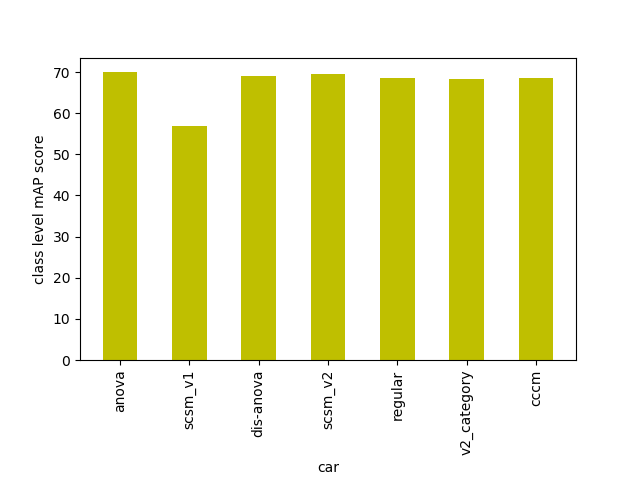 class level mAP score
70
60
50
40
30
20
10
0
anova
scsm_v1
dis-anova
scsm_v2
regular
v2_category
cccm
car